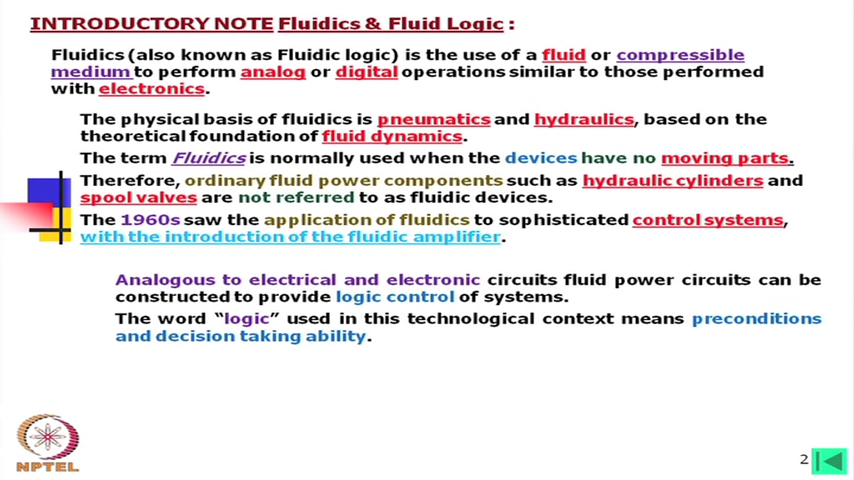 INTRODUCTORY NOTE Fluidics & Fluid Logic :
Fluidics (also known as Fluidic logic) is the use of a fluid or compressible
medium to perform analog or digital operations similar to those performed
with electronics.
The physical basis of fluidics is pneumatics and hydraulics, based on the
theoretical foundation of fluid dynamics.
The term Fluidics is normally used when the devices have no moving parts.
Therefore, ordinary fluid power components such as hydraulic cylinders and
spool valves are not referred to as fluidic devices.
The 1960s saw the application of fluidics to sophisticated control systems,
with the introduction of the fluidic amplifier.
Analogous to electrical and electronic circuits fluid power circuits can be
constructed to provide logic control of systems.
The word “logic” used in this technological context means preconditions
and decision taking ability.
NPTEL
2